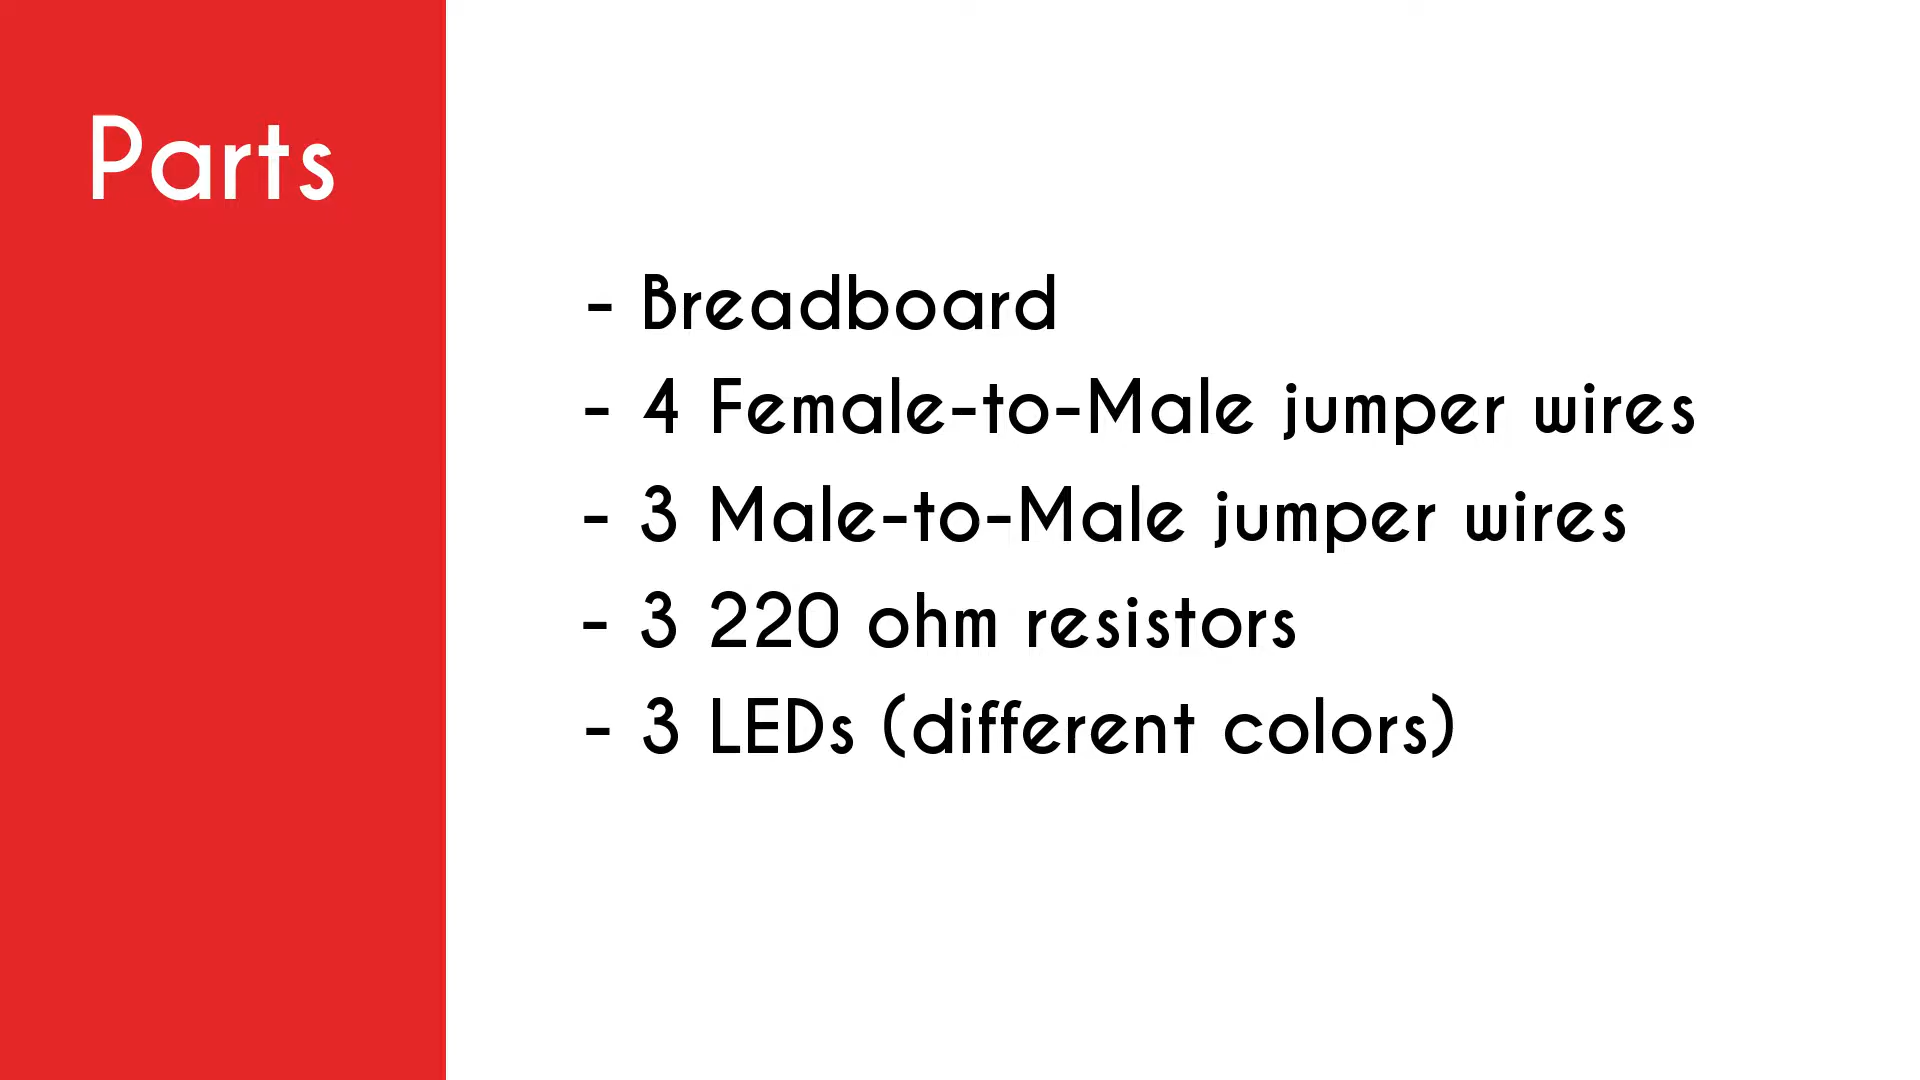 Parts
- Breadboard
- 4 Female-to-Male jumper wires
- 3 Male-to-Male jumper wires
- 3 220 ohm resistors
- 3 LEDs (different colors)